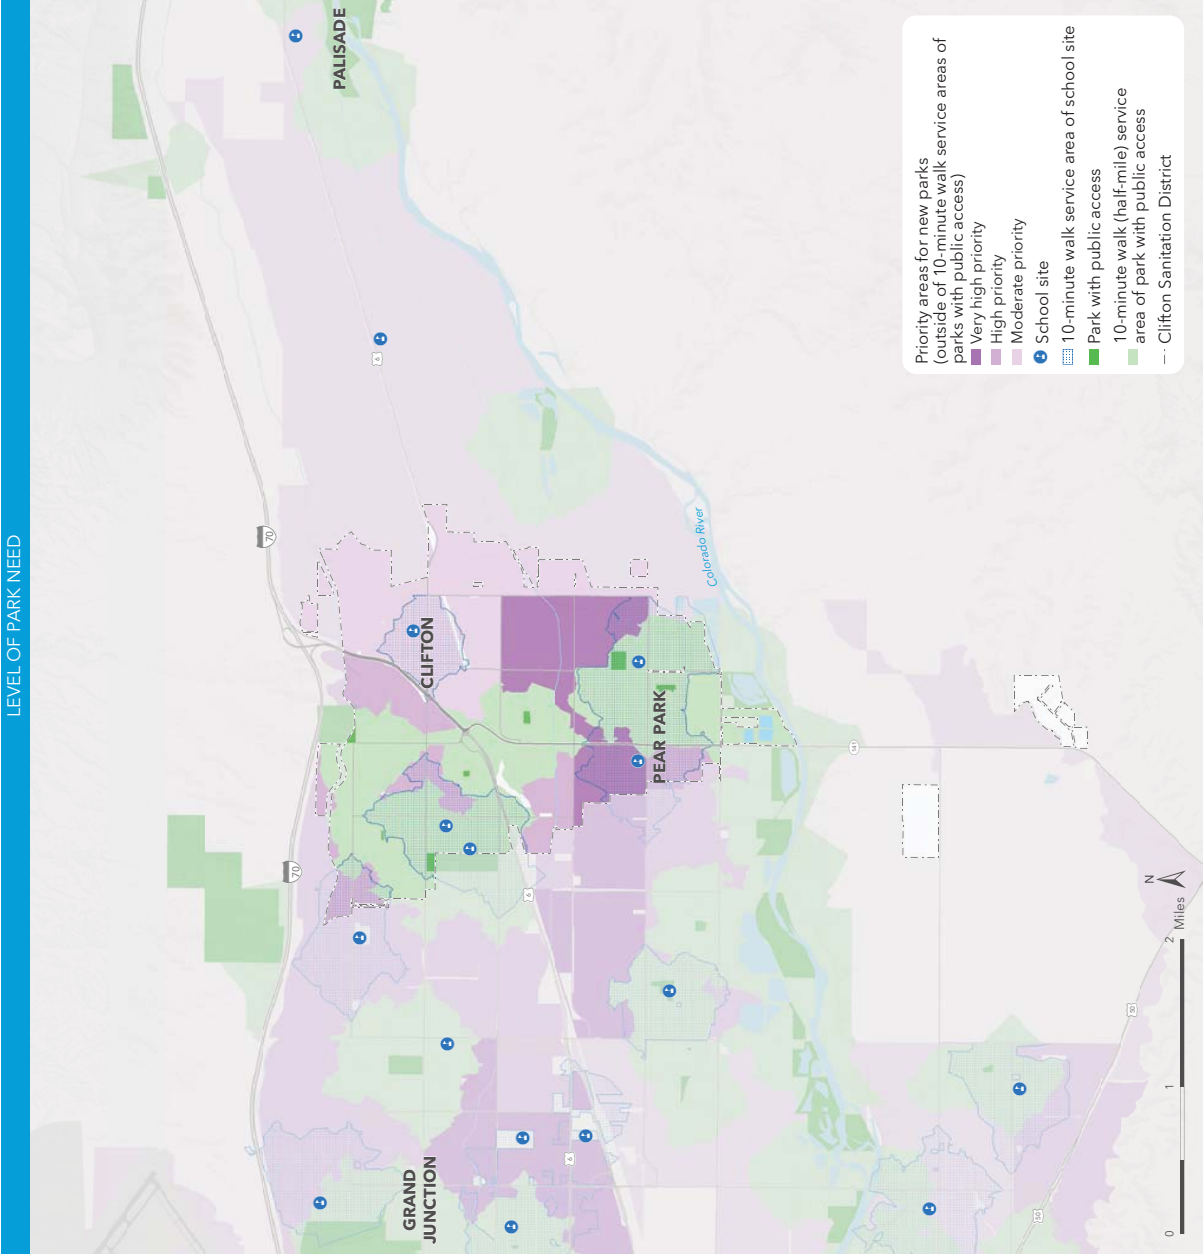 LEVEL OF PARK NEED
PALISADE
70
6
Colorado River
CLIFTON
PEAR PARK
141
70
6
GRAND
JUNCTION
6
50
50
Priority areas for new parks
(outside of 10-minute walk service areas of
parks with public access)
Very high priority
High priority
Moderate priority
School site
10-minute walk service area of school site
Park with public access
10-minute walk (half-mile) service
area of park with public access
Clifton Sanitation District
N
0 1 2
Miles